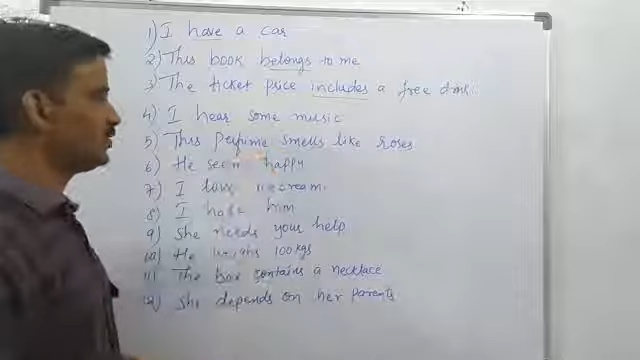 1) I have a car
2) This book belongs to me
3) The ticket price includes a free drink.
4) I hear some music
5) This perfume smells like roses
6) He seem happy
7) I love icecream.
8) I hate him
9) She needs your help
10) He weighs 100kgs
11) The box contains a necklace
12) She depends on her parents